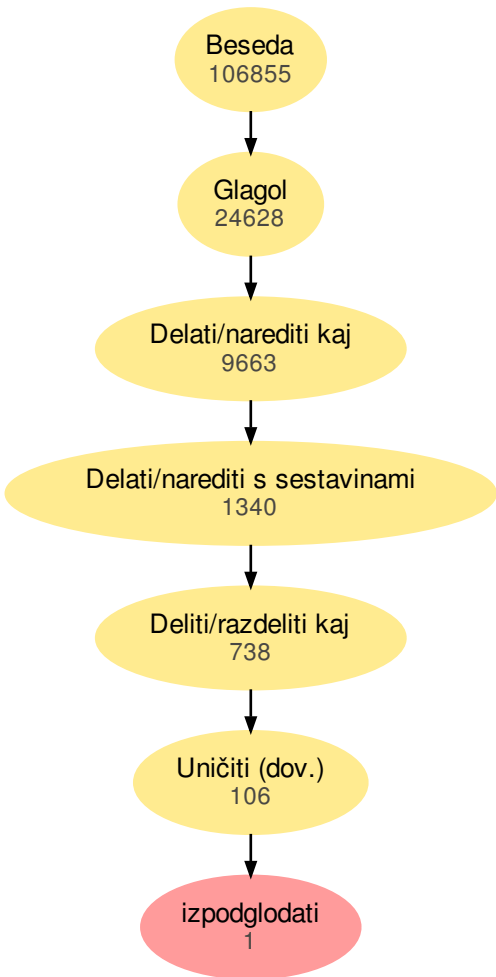 Beseda
106855
Glagol
24628
Delati/narediti kaj
9663
Delati/narediti s sestavinami
1340
Deliti/razdeliti kaj
738
Uničiti (dov.)
106
izpodglodati
1